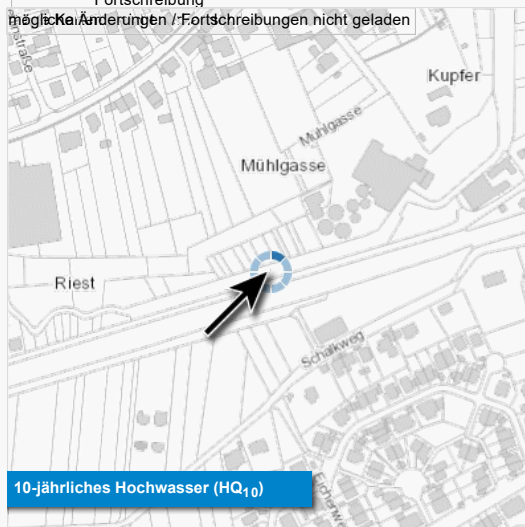 Fortschreibung
mögliche Änderungen / Fortschreibungen nicht geladen
Kupfer
Mühlgasse
Mühlgasse
Riest
Schalkweg
10-jährliches Hochwasser (HQ10)